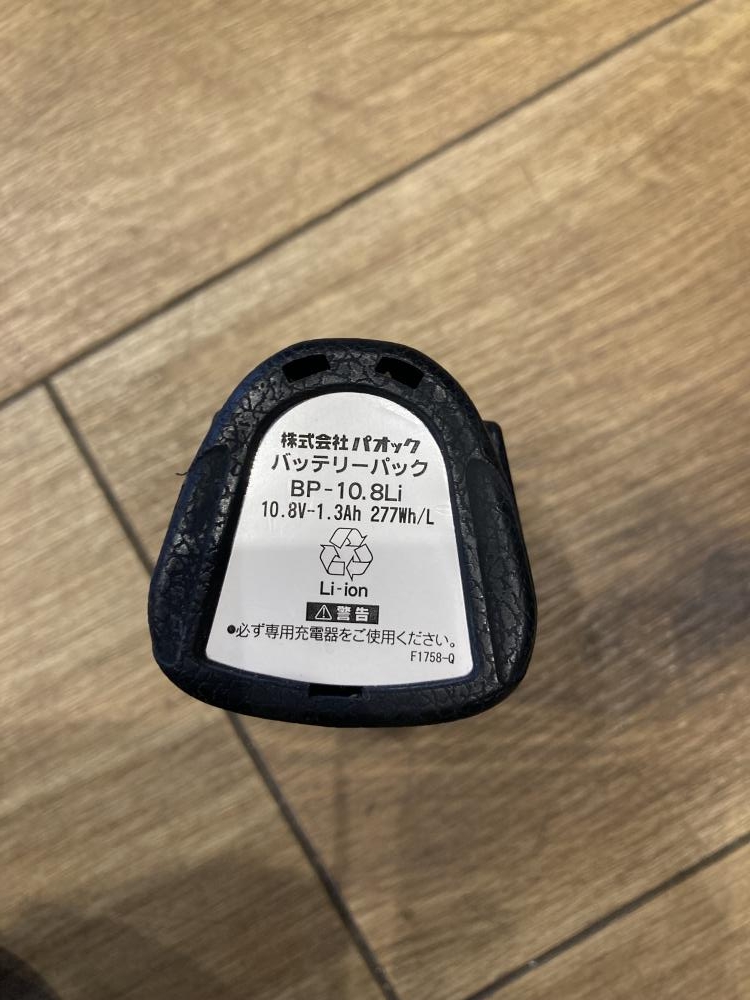 株式会社 パオック
バッテリーパック
BP-10.8Li
10.8V-1.3Ah 277Wh/L
Li-ion
⚠警告
●必ず専用充電器をご使用ください。
F1758-Q